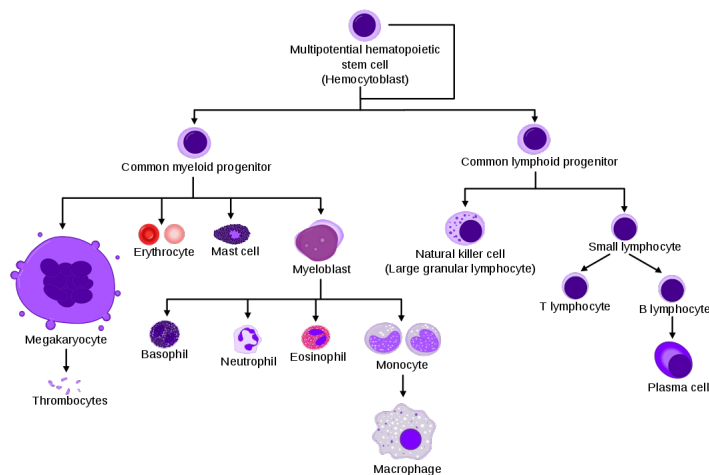 Multipotential hematopoietic
stem cell
(Hemocytoblast)
Common myeloid progenitor
Common lymphoid progenitor
Erythrocyte
Mast cell
Myeloblast
Natural killer cell
(Large granular lymphocyte)
Small lymphocyte
T lymphocyte
B lymphocyte
Megakaryocyte
Basophil
Neutrophil
Eosinophil
Monocyte
Plasma cell
Thrombocytes
Macrophage